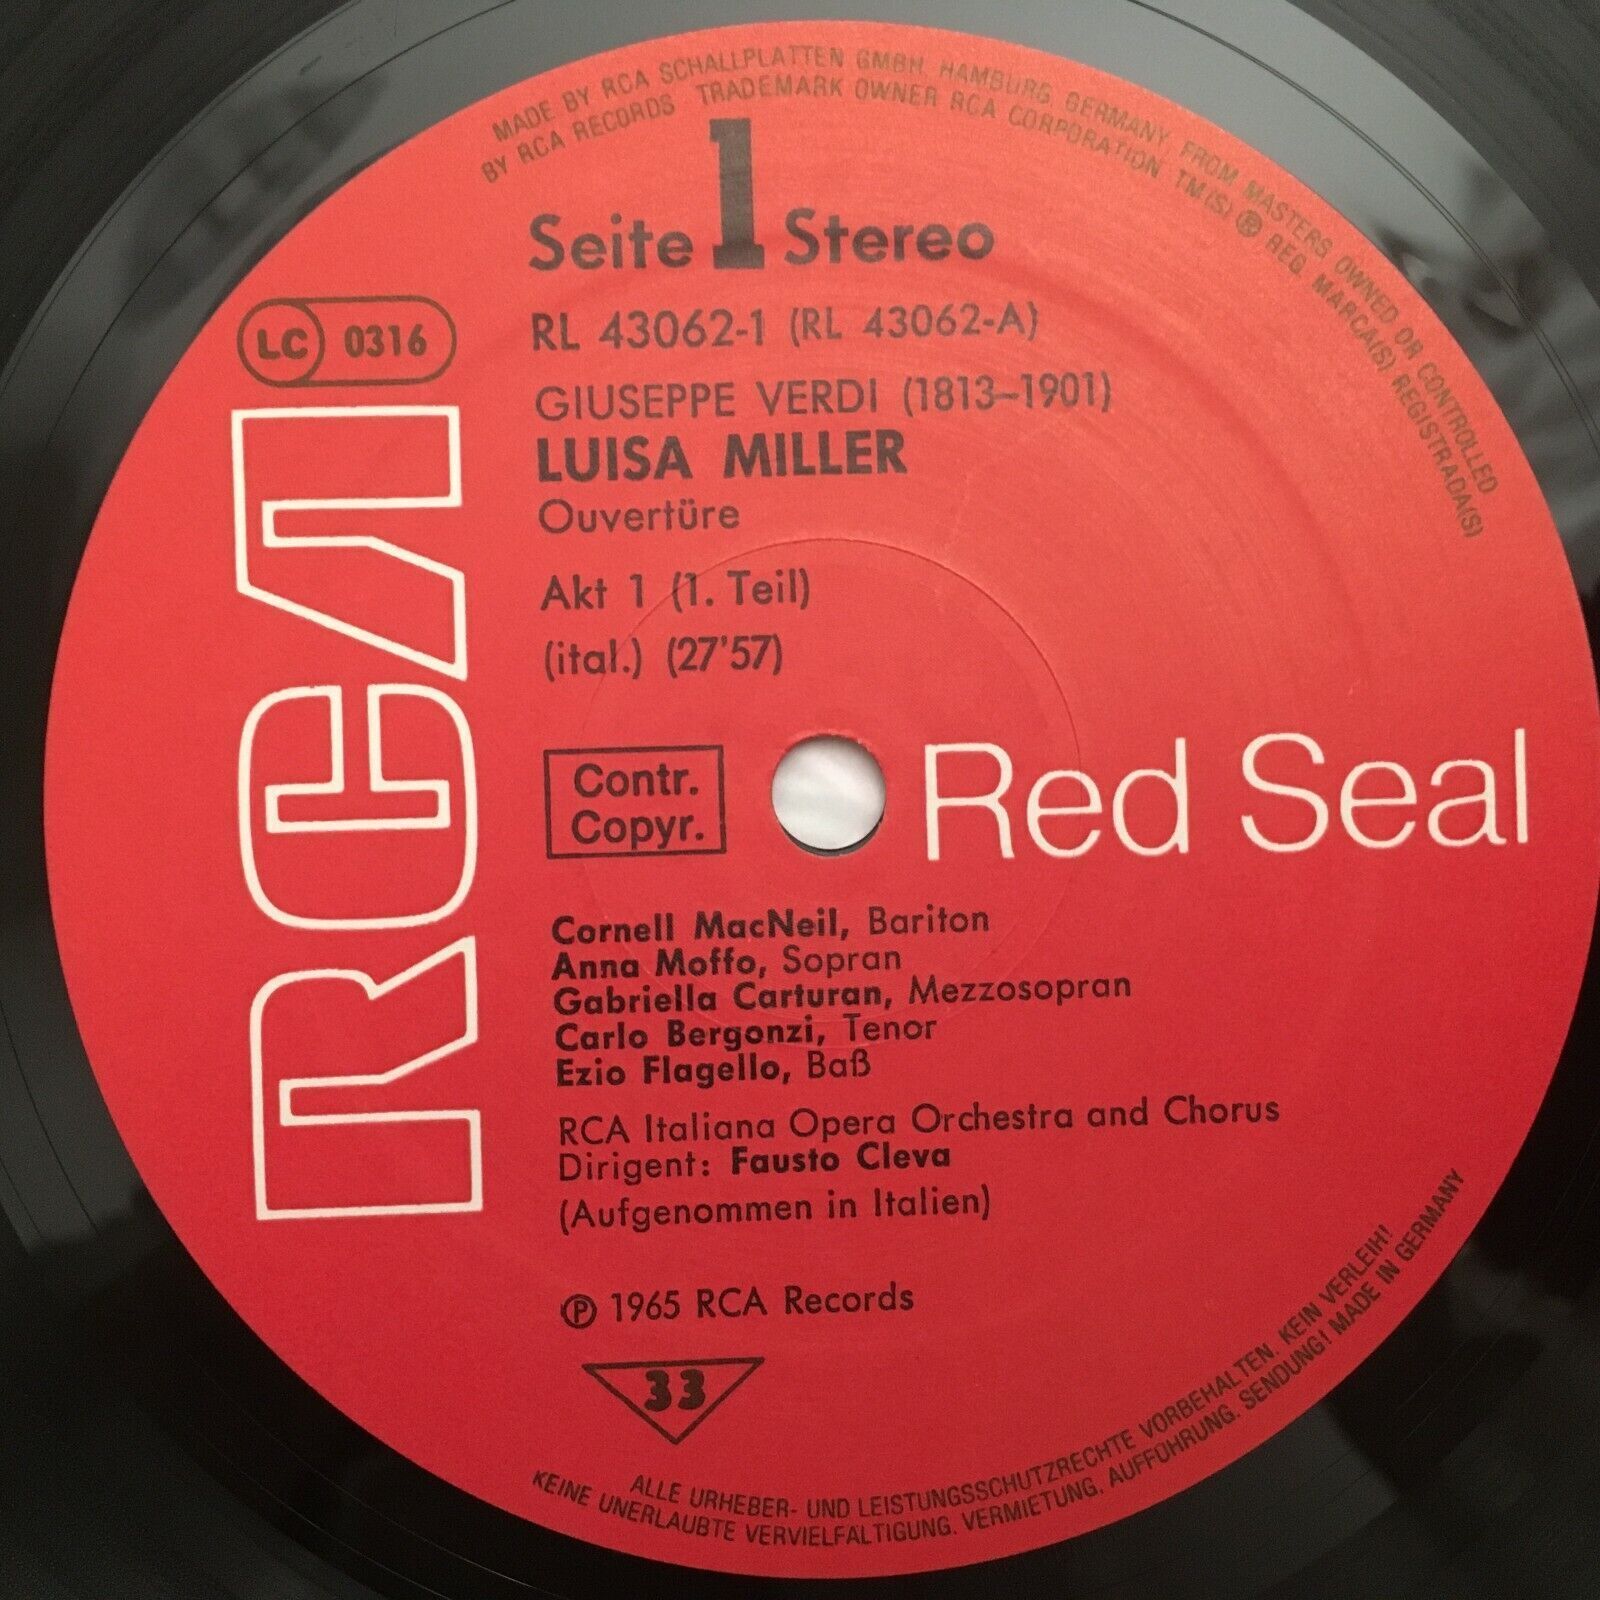 MADE BY RCA SCHALLPLATTEN GMBH, HAMBURG, GERMANY, FROM MASTERS OWNED OR CONTROLLED
BY RCA RECORDS TRADEMARK OWNER RCA CORPORATION TM(S) ® REG. MARCA(S) REGISTRADA(S)
Seite 1 Stereo
RL 43062-1 (RL 43062-A)
LC 0316
GIUSEPPE VERDI (1813–1901)
LUISA MILLER
Ouvertüre
Akt 1 (1. Teil)
(ital.) (27'57)
RCA
Contr.
Copyr.
Red Seal
Cornell MacNeil, Bariton
Anna Moffo, Sopran
Gabriella Carturan, Mezzosopran
Carlo Bergonzi, Tenor
Ezio Flagello, Baß
RCA Italiana Opera Orchestra and Chorus
Dirigent: Fausto Cleva
(Aufgenommen in Italien)
℗ 1965 RCA Records
33
ALLE URHEBER- UND LEISTUNGSSCHUTZRECHTE VORBEHALTEN. KEIN VERLEIH!
KEINE UNERLAUBTE VERVIELFÄLTIGUNG, VERMIETUNG, AUFFÜHRUNG, SENDUNG! MADE IN GERMANY